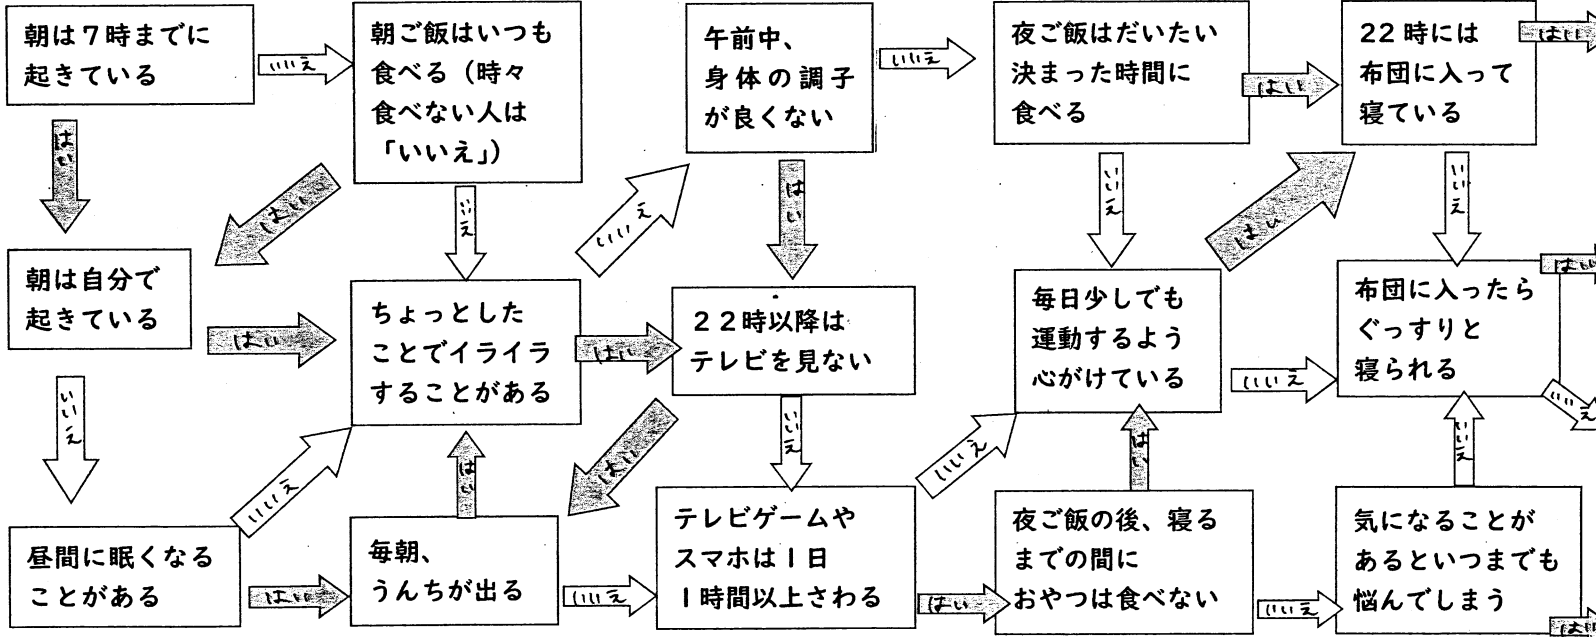 朝は７時までに
起きている
いいえ
朝ご飯はいつも
食べる（時々
食べない人は
「いいえ」）
午前中、
身体の調子
が良くない
いいえ
夜ご飯はだいたい
決まった時間に
食べる
はい
22時には
布団に入って
寝ている
はい
はい
はい
いいえ
いいえ
はい
いいえ
はい
いいえ
朝は自分で
起きている
はい
ちょっとした
ことでイライラ
することがある
はい
２２時以降は
テレビを見ない
毎日少しでも
運動するよう
心がけている
いいえ
布団に入ったら
ぐっすりと
寝られる
はい
いいえ
いいえ
いいえ
はい
はい
いいえ
いいえ
はい
いいえ
昼間に眠くなる
ことがある
はい
毎朝、
うんちが出る
いいえ
テレビゲームや
スマホは１日
１時間以上さわる
はい
夜ご飯の後、寝る
までの間に
おやつは食べない
いいえ
気になることが
あるといつまでも
悩んでしまう
はい